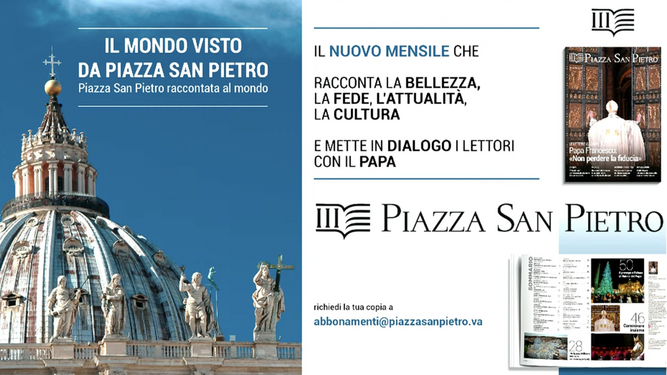 IL MONDO VISTO
DA PIAZZA SAN PIETRO
Piazza San Pietro raccontata al mondo
IL NUOVO MENSILE CHE
RACCONTA LA BELLEZZA,
LA FEDE, L'ATTUALITÀ,
LA CULTURA
E METTE IN DIALOGO I LETTORI
CON IL PAPA
PIAZZA SAN PIETRO
richiedi la tua copia a
abbonamenti@piazzasanpietro.va
PIAZZA SAN PIETRO
Papa Francesco:
«Non perdere la fiducia»
SOMMARIO
50
46
28